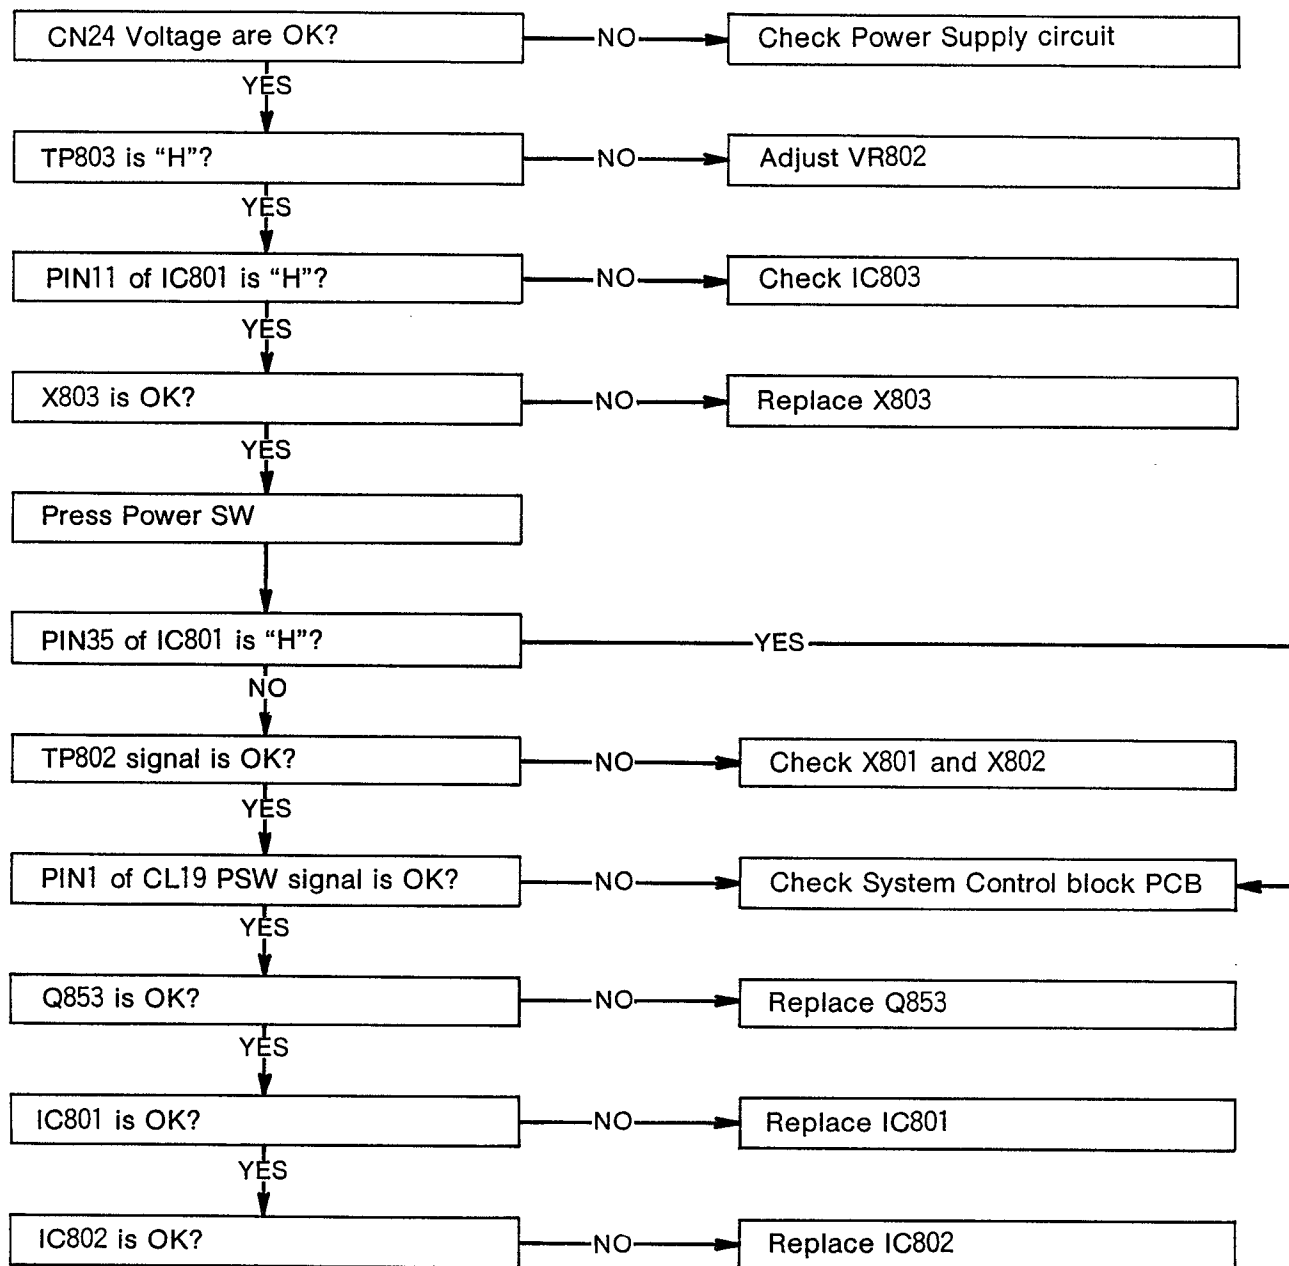 CN24 Voltage are OK?
NO
Check Power Supply circuit
YES
TP803 is “H”?
NO
Adjust VR802
YES
PIN11 of IC801 is “H”?
NO
Check IC803
YES
X803 is OK?
NO
Replace X803
YES
Press Power SW
PIN35 of IC801 is “H”?
YES
NO
TP802 signal is OK?
NO
Check X801 and X802
YES
PIN1 of CL19 PSW signal is OK?
NO
Check System Control block PCB
YES
Q853 is OK?
NO
Replace Q853
YES
IC801 is OK?
NO
Replace IC801
YES
IC802 is OK?
NO
Replace IC802